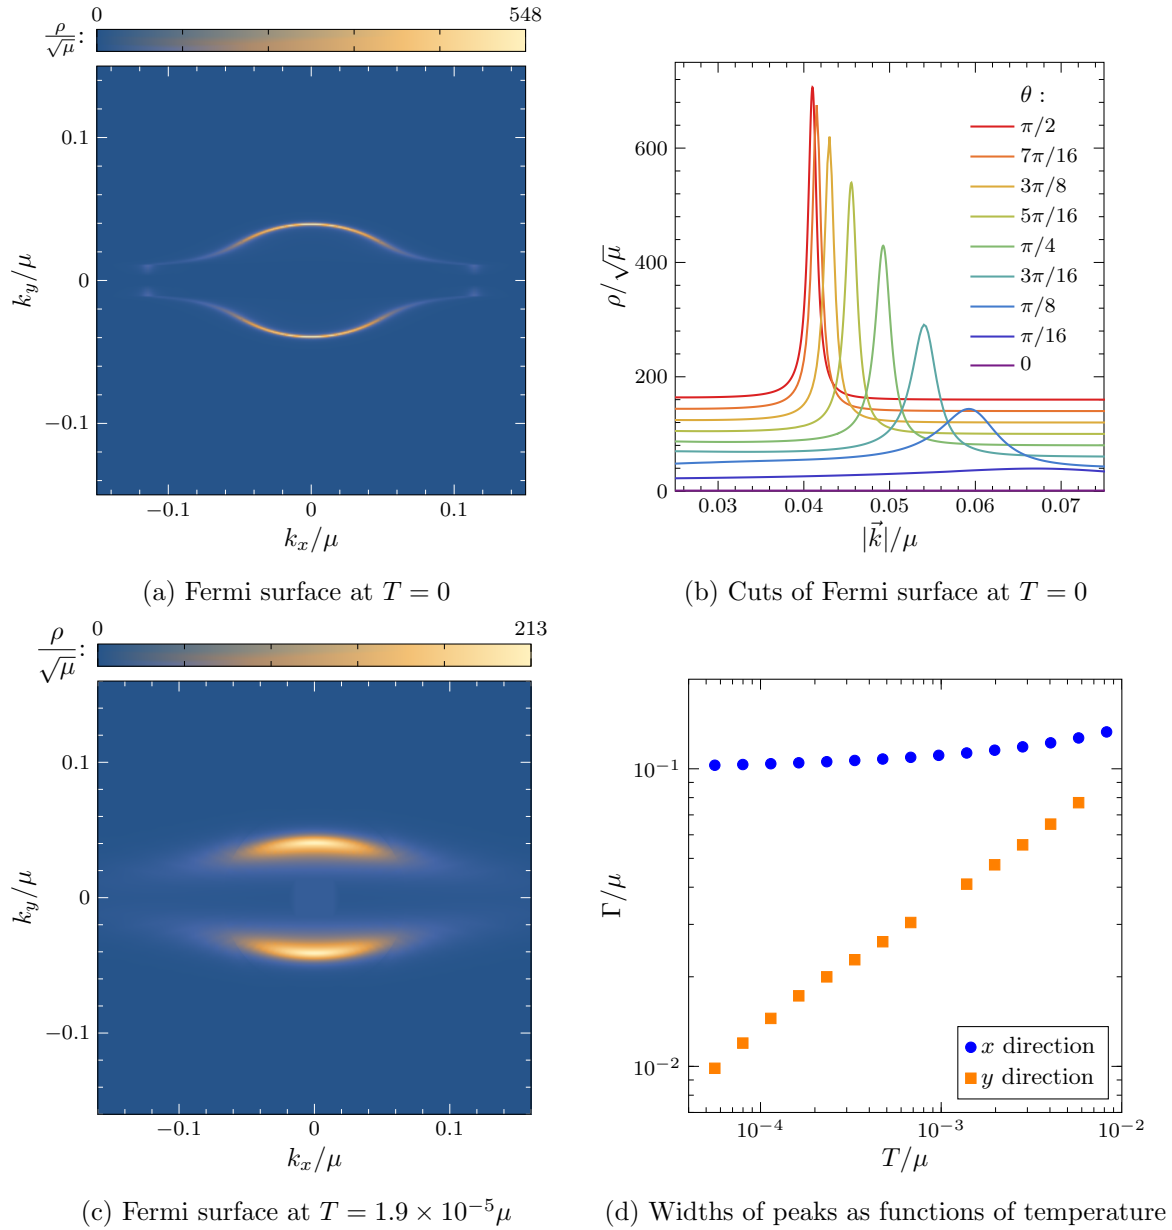 ρ/√μ:
0 548
0.1
0
−0.1
k_y/μ
−0.1 0 0.1
k_x/μ
(a) Fermi surface at T = 0
600
400
200
0
ρ/√μ
θ :
π/2
7π/16
3π/8
5π/16
π/4
3π/16
π/8
π/16
0
0.03 0.04 0.05 0.06 0.07
|k⃗|/μ
(b) Cuts of Fermi surface at T = 0
ρ/√μ:
0 213
0.1
0
−0.1
k_y/μ
−0.1 0 0.1
k_x/μ
(c) Fermi surface at T = 1.9 × 10⁻⁵μ
10⁻¹
10⁻²
Γ/μ
x direction
y direction
10⁻⁴ 10⁻³ 10⁻²
T/μ
(d) Widths of peaks as functions of temperature